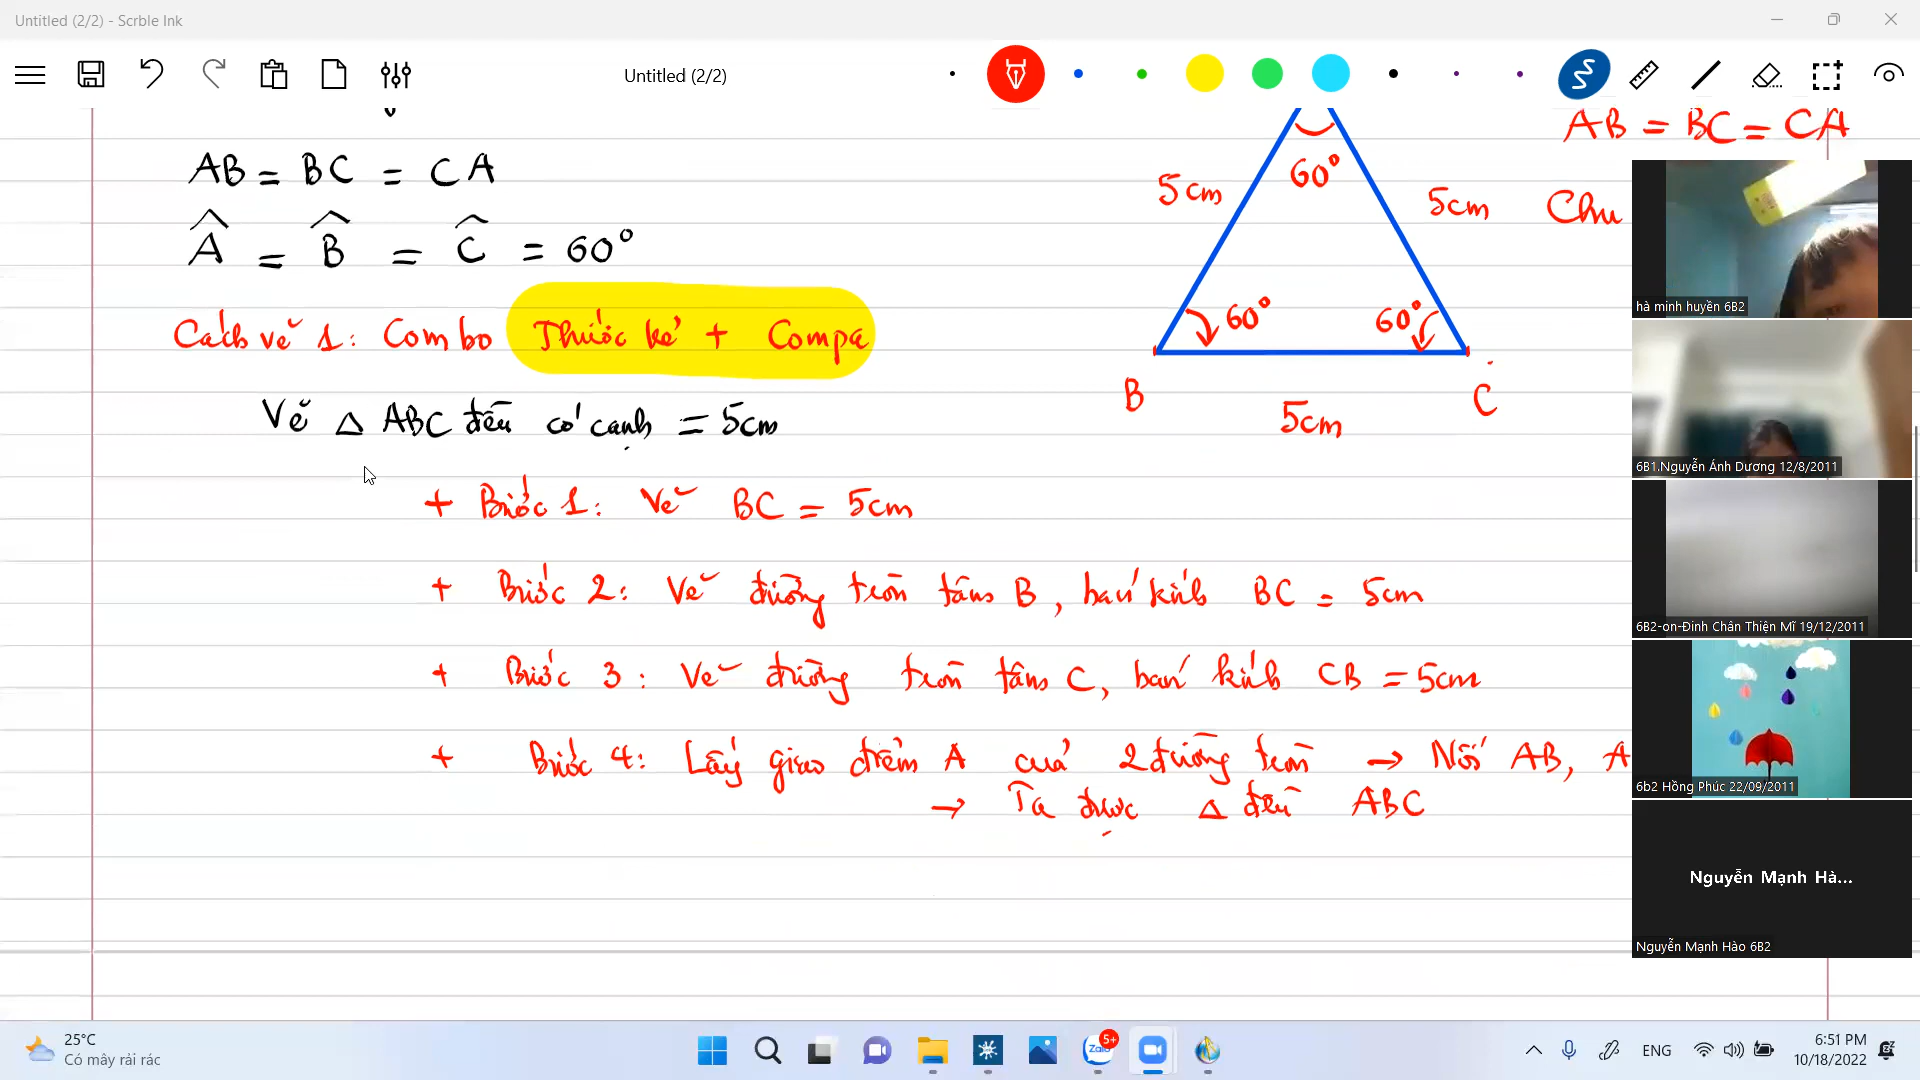 Untitled (2/2) - Scrble Ink
Untitled (2/2)
AB = BC = CA
AB = BC = CA
Chu
60°
5cm
5cm
Â = B̂ = Ĉ = 60°
60°
60°
Cách vẽ 1: Combo Thước kẻ + Compa
B
C
5cm
Vẽ △ ABC đều có cạnh = 5cm
+ Bước 1: Vẽ BC = 5cm
+ Bước 2: Vẽ đường tròn tâm B, bán kính BC = 5cm
+ Bước 3: Vẽ đường tròn tâm C, bán kính CB = 5cm
+ Bước 4: Lấy giao điểm A của 2 đường tròn → Nối AB, A
→ Ta được △ đều ABC
hà minh huyền 6B2
6B1.Nguyễn Ánh Dương 12/8/2011
6B2-on-Đinh Chân Thiện Mĩ 19/12/2011
6b2 Hồng Phúc 22/09/2011
Nguyễn Mạnh Hà...
Nguyễn Mạnh Hào 6B2
25°C
Có mây rải rác
Zalo
5+
ENG
6:51 PM
10/18/2022